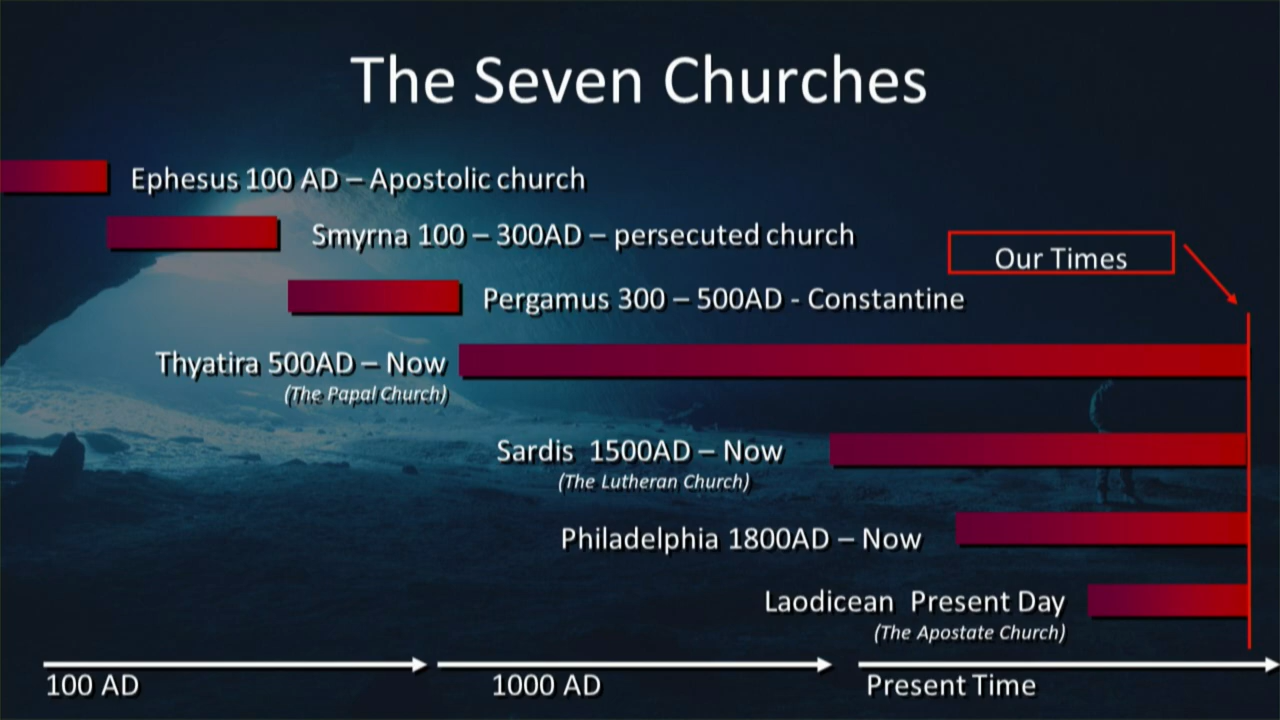 The Seven Churches
Ephesus 100 AD – Apostolic church
Smyrna 100 – 300AD – persecuted church
Our Times
Pergamus 300 – 500AD - Constantine
Thyatira 500AD – Now
(The Papal Church)
Sardis 1500AD – Now
(The Lutheran Church)
Philadelphia 1800AD – Now
Laodicean Present Day
(The Apostate Church)
100 AD
1000 AD
Present Time